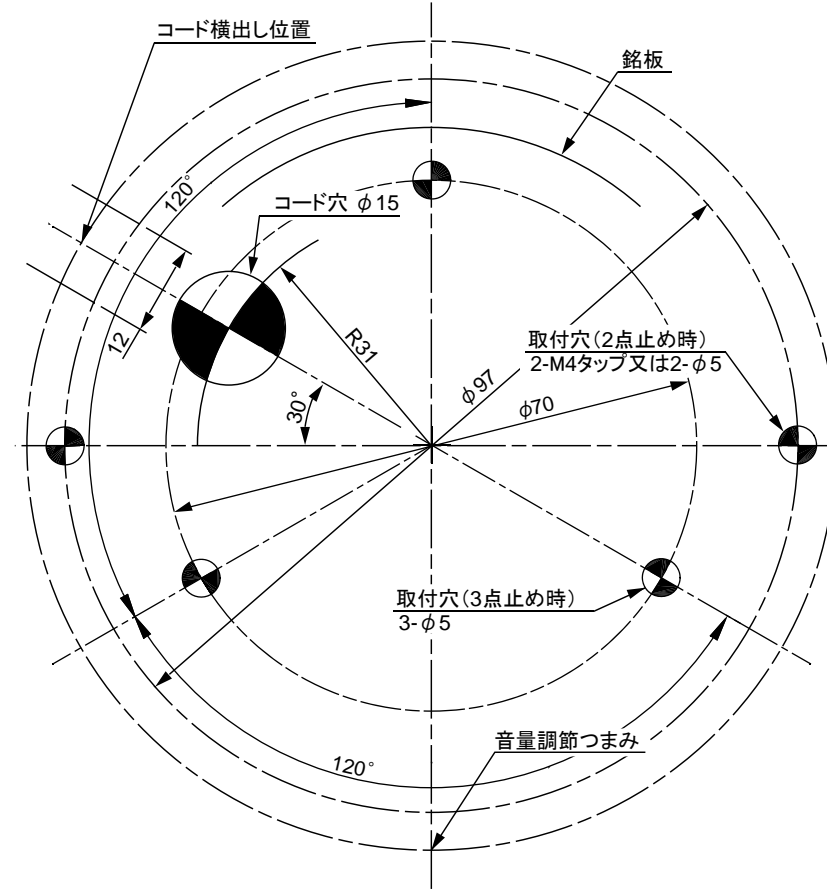 コード横出し位置
銘板
120°
コード穴 φ15
12
R31
取付穴(2点止め時)
2-M4タップ又は2-φ5
φ97
30°
φ70
取付穴(3点止め時)
3-φ5
音量調節つまみ
120°